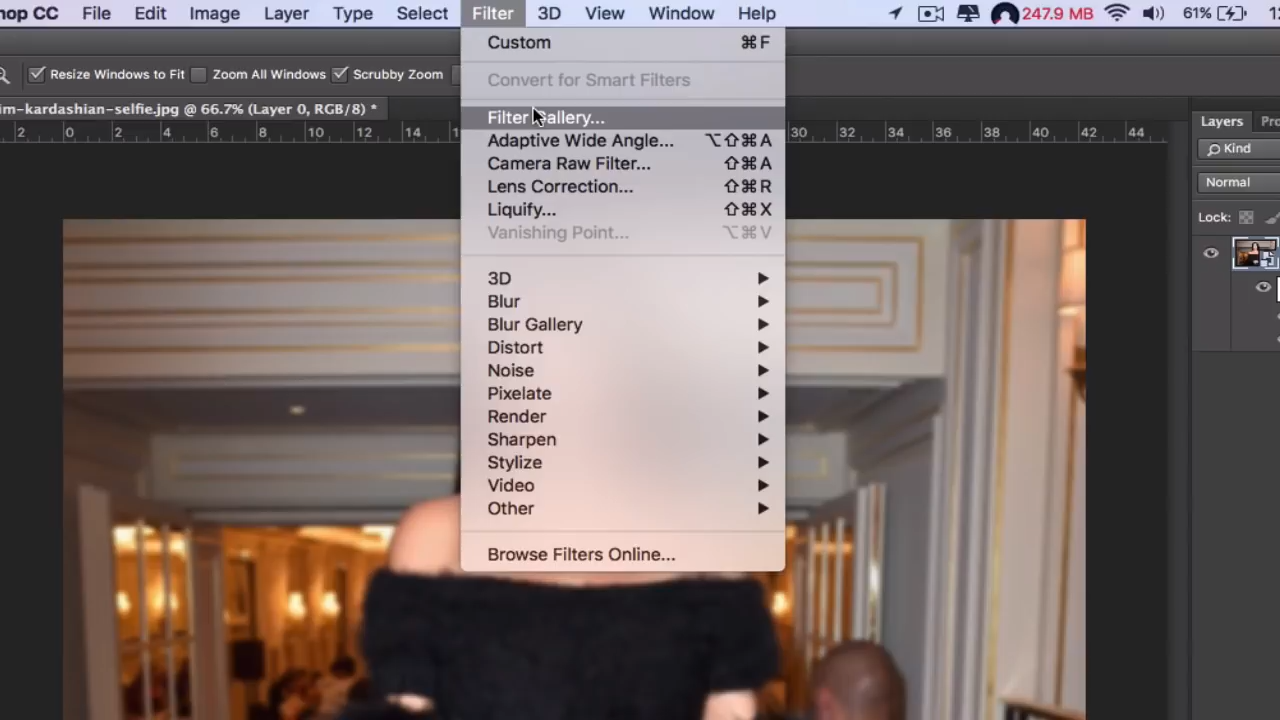 hop CC File Edit Image Layer Type Select Filter 3D View Window Help 247.9 MB 61%
Resize Windows to Fit Zoom All Windows Scrubby Zoom
im-kardashian-selfie.jpg @ 66.7% (Layer 0, RGB/8) *
2 0 2 4 6 8 10 12 14 30 32 34 36 38 40 42 44
Custom ⌘F
Convert for Smart Filters
Filter Gallery...
Adaptive Wide Angle... ⌥⇧⌘A
Camera Raw Filter... ⇧⌘A
Lens Correction... ⇧⌘R
Liquify... ⇧⌘X
Vanishing Point... ⌥⌘V
3D
Blur
Blur Gallery
Distort
Noise
Pixelate
Render
Sharpen
Stylize
Video
Other
Browse Filters Online...
Layers
Kind
Normal
Lock: